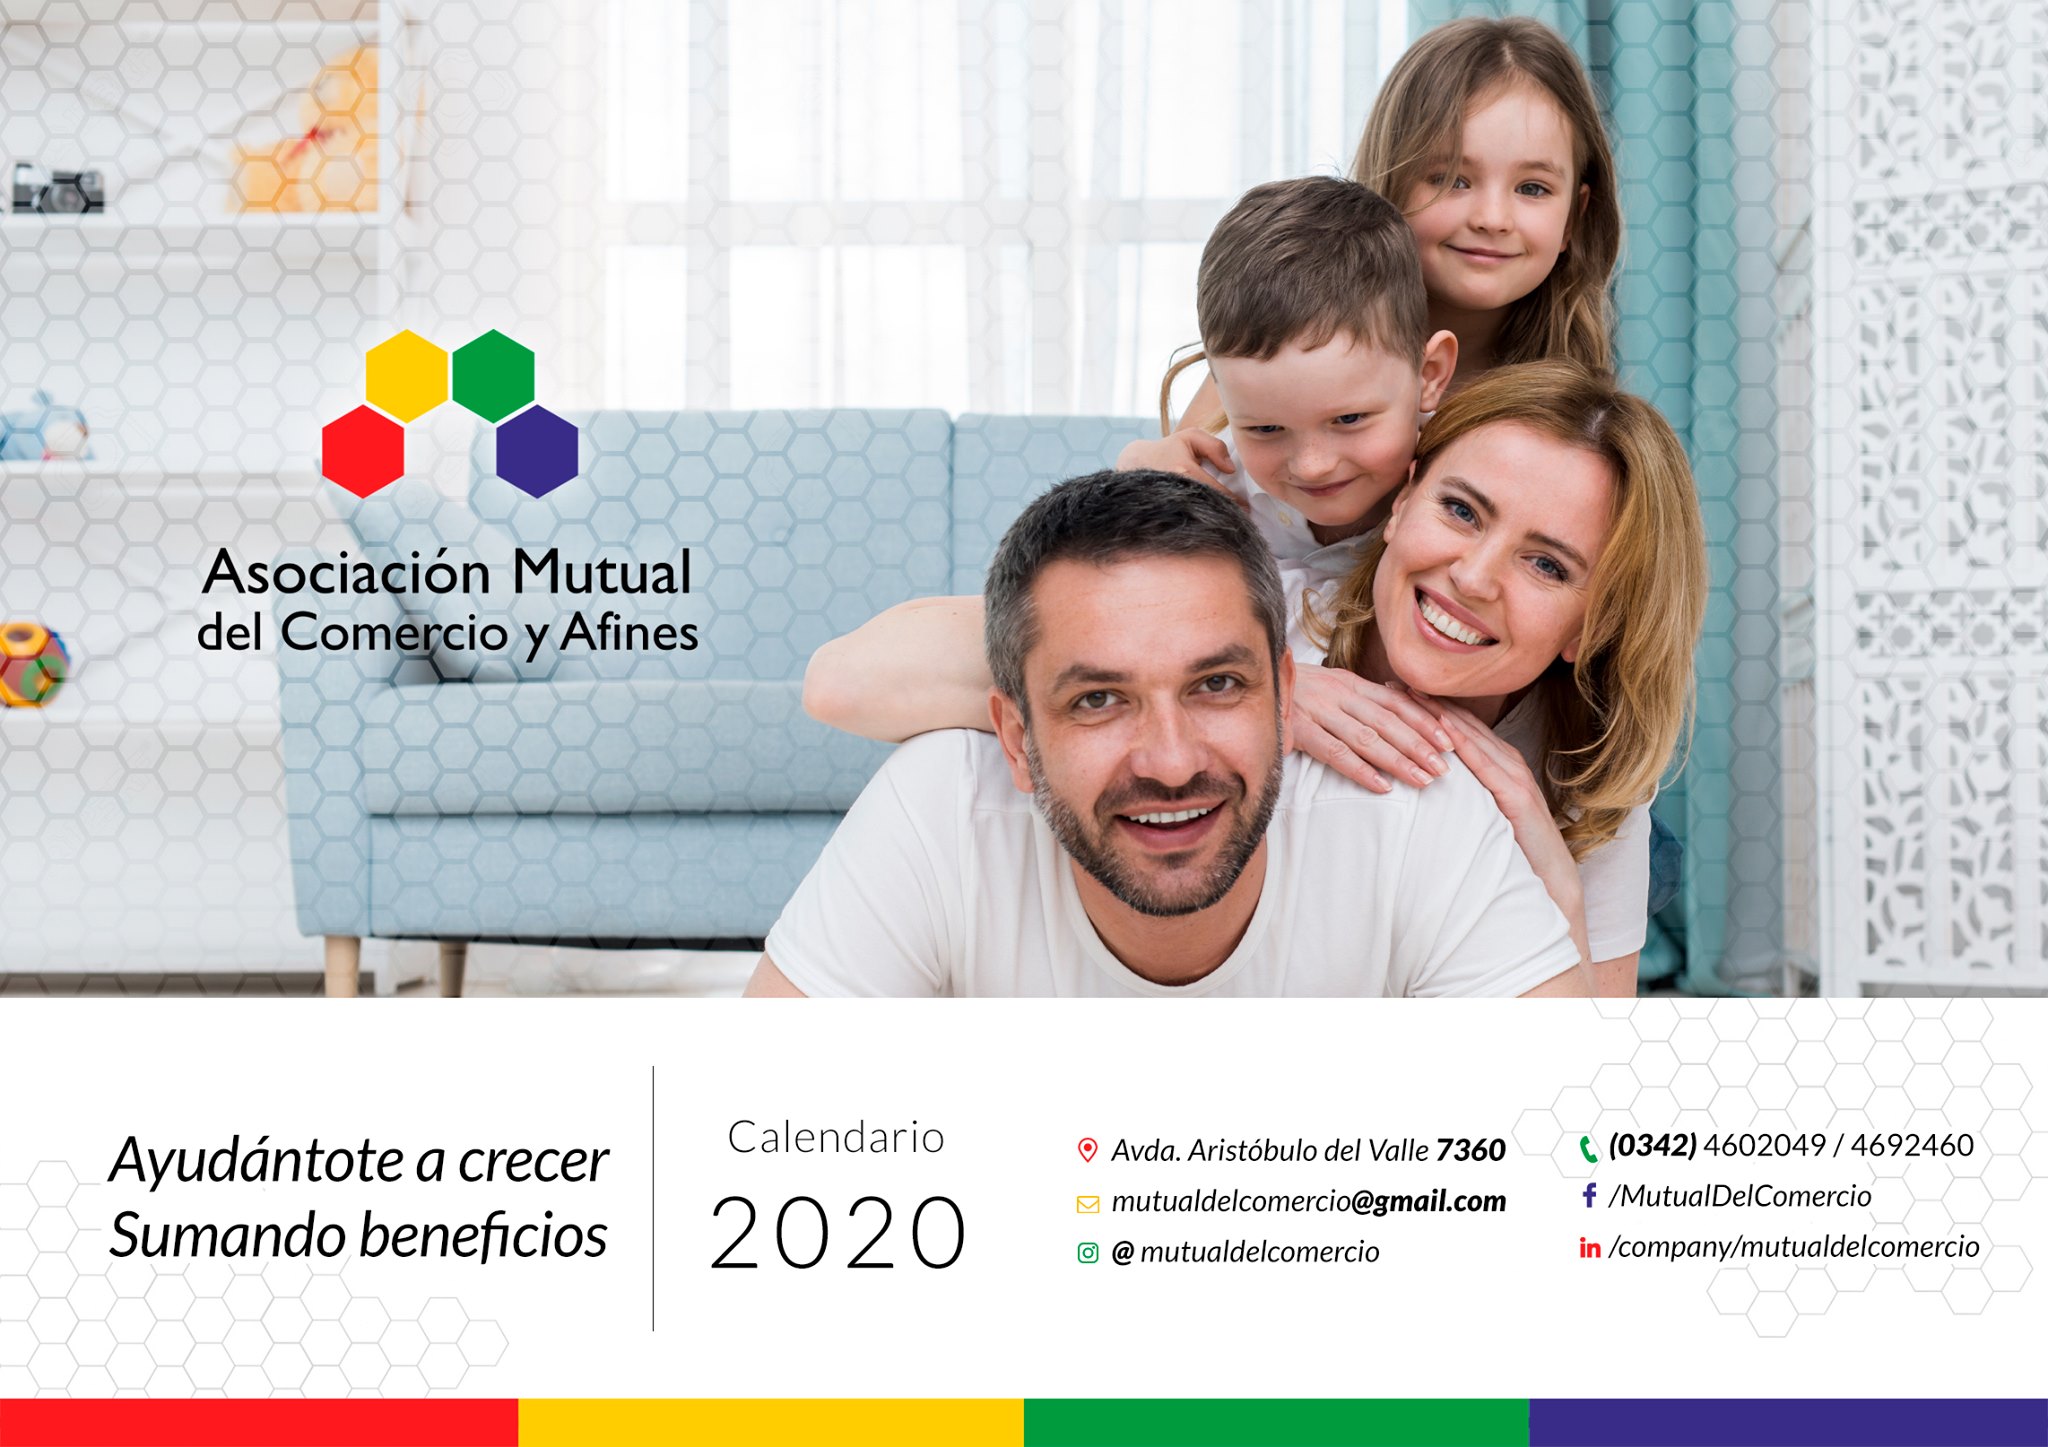 Asociación Mutual
del Comercio y Afines
Ayudántote a crecer
Sumando beneficios
Calendario
2020
Avda. Aristóbulo del Valle 7360
mutualdelcomercio@gmail.com
@ mutualdelcomercio
(0342) 4602049 / 4692460
/MutualDelComercio
/company/mutualdelcomercio